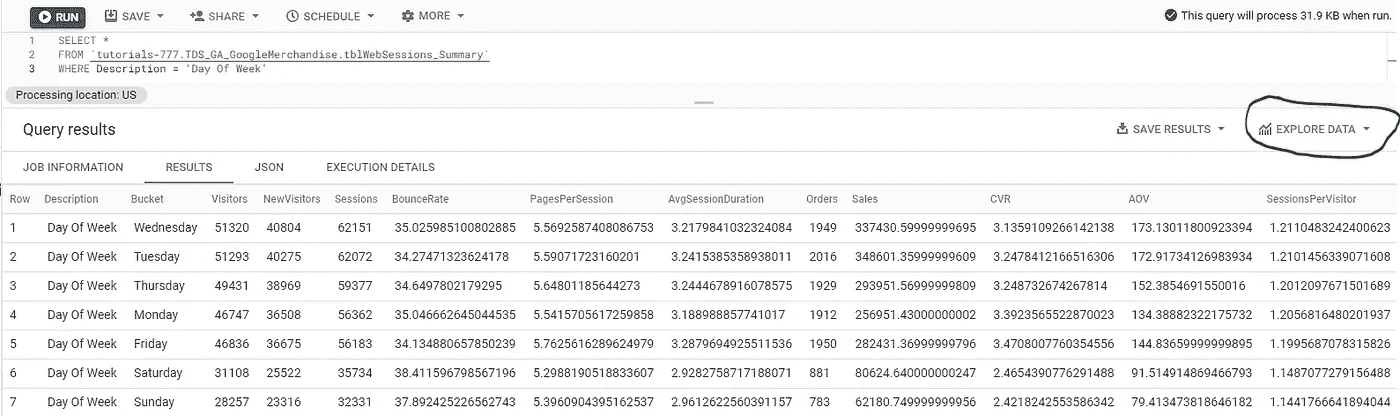 RUN SAVE SHARE SCHEDULE MORE This query will process 31.9 KB when run.
1 SELECT *
2 FROM `tutorials-777.TDS_GA_GoogleMerchandise.tblWebSessions_Summary`
3 WHERE Description = 'Day Of Week'
Processing location: US
Query results SAVE RESULTS EXPLORE DATA
JOB INFORMATION RESULTS JSON EXECUTION DETAILS
Row Description Bucket Visitors NewVisitors Sessions BounceRate PagesPerSession AvgSessionDuration Orders Sales CVR AOV SessionsPerVisitor
1 Day Of Week Wednesday 51320 40804 62151 35.025985100802885 5.5692587408086753 3.2179841032324084 1949 337430.59999999695 3.1359109266142138 173.13011800923394 1.2110483242400623
2 Day Of Week Tuesday 51293 40275 62072 34.27471323624178 5.59071723160201 3.2415385358938011 2016 348601.35999999609 3.2478412166516306 172.91734126983934 1.2101456339071608
3 Day Of Week Thursday 49431 38969 59377 34.6497802179295 5.64801185644273 3.2444678916078575 1929 293951.56999999809 3.248732674267814 152.3854691550016 1.2012097671501689
4 Day Of Week Monday 46747 36508 56362 35.046662645044535 5.5415705617259858 3.188988857741017 1912 256951.43000000002 3.3923565522870023 134.38882322175732 1.2056816480201937
5 Day Of Week Friday 46836 36675 56183 34.134880657850239 5.7625616289624979 3.2879694925511536 1950 282431.36999999796 3.4708007760354556 144.83659999999895 1.1995687078315826
6 Day Of Week Saturday 31108 25522 35734 38.411596798567196 5.2988190518833607 2.9282758717188071 881 80624.640000000247 2.4654390776291488 91.514914869466793 1.1487077279156488
7 Day Of Week Sunday 28257 23316 32331 37.892425226562743 5.3960904395162537 2.9612622560391157 783 62180.749999999956 2.4218242553586342 79.413473818646182 1.1441766641894044